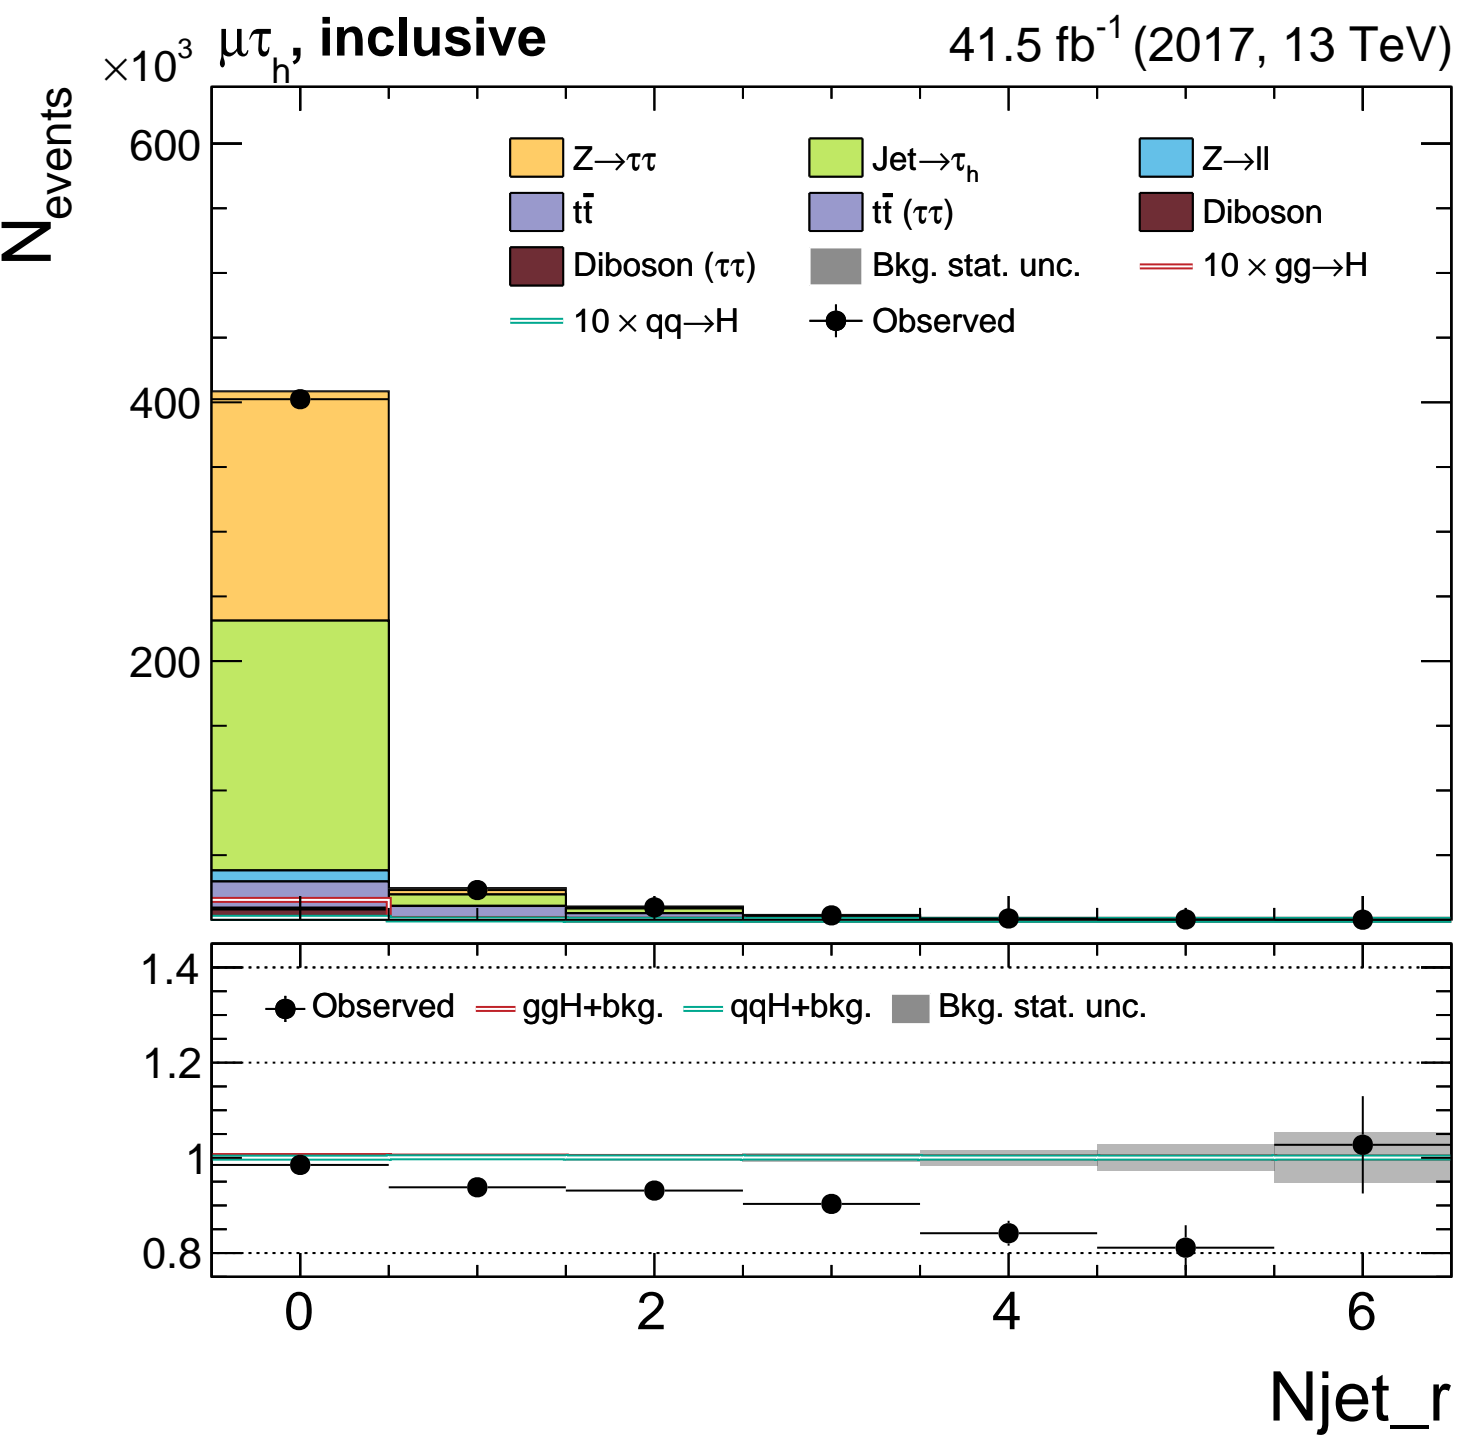 ×10³ μτₕ, inclusive 41.5 fb⁻¹ (2017, 13 TeV)
N_events
600
400
200
Z→ττ Jet→τₕ Z→ll
tt̄ tt̄ (ττ) Diboson
Diboson (ττ) Bkg. stat. unc. 10 × gg→H
10 × qq→H Observed
1.4
1.2
1
0.8
Observed ggH+bkg. qqH+bkg. Bkg. stat. unc.
0 2 4 6
Njet_r